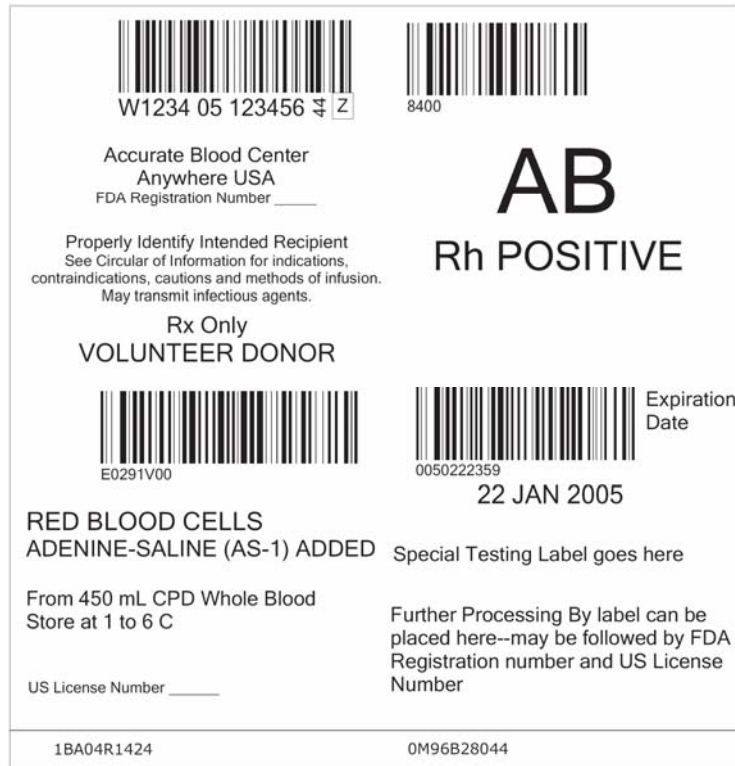 W1234 05 123456 44 Z
8400
Accurate Blood Center
Anywhere USA
FDA Registration Number _____
AB
Rh POSITIVE
Properly Identify Intended Recipient
See Circular of Information for indications,
contraindications, cautions and methods of infusion.
May transmit infectious agents.
Rx Only
VOLUNTEER DONOR
E0291V00
0050222359
Expiration
Date
22 JAN 2005
RED BLOOD CELLS
ADENINE-SALINE (AS-1) ADDED
From 450 mL CPD Whole Blood
Store at 1 to 6 C
US License Number ______
Special Testing Label goes here
Further Processing By label can be
placed here--may be followed by FDA
Registration number and US License
Number
1BA04R1424
0M96B28044